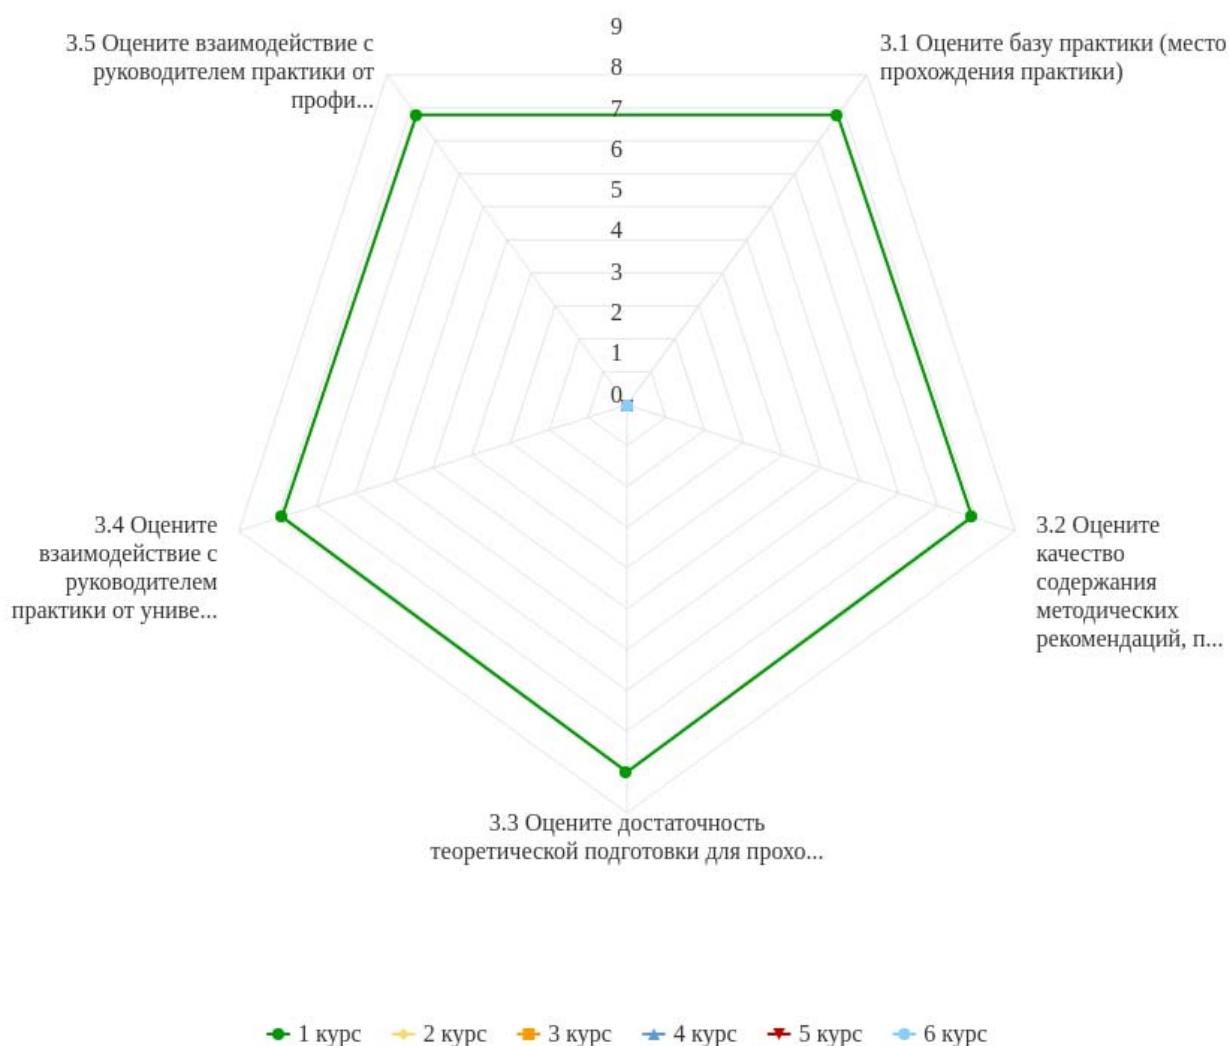 9
3.5 Оцените взаимодействие с
руководителем практики от
профи...
3.1 Оцените базу практики (место
прохождения практики)
8
7
6
5
4
3
2
1
0
3.4 Оцените
взаимодействие с
руководителем
практики от униве...
3.2 Оцените
качество
содержания
методических
рекомендаций, п...
3.3 Оцените достаточность
теоретической подготовки для прохо...
1 курс 2 курс 3 курс 4 курс 5 курс 6 курс